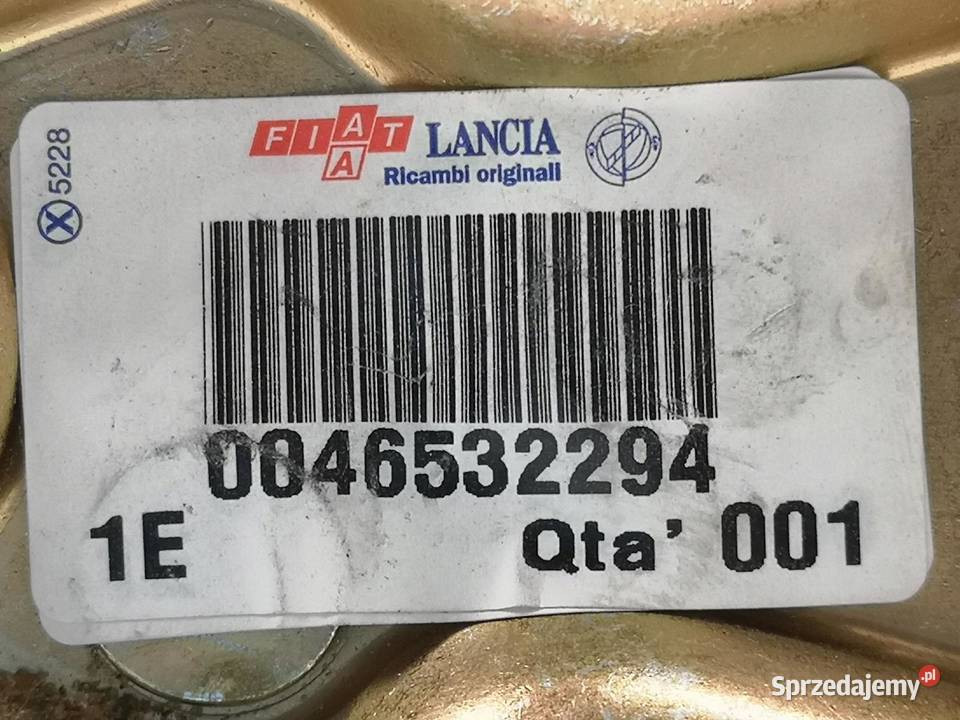 FIAT LANCIA
A
Ricambi originali
X 5228
0046532294
1E Qta' 001
Sprzedajemy.pl